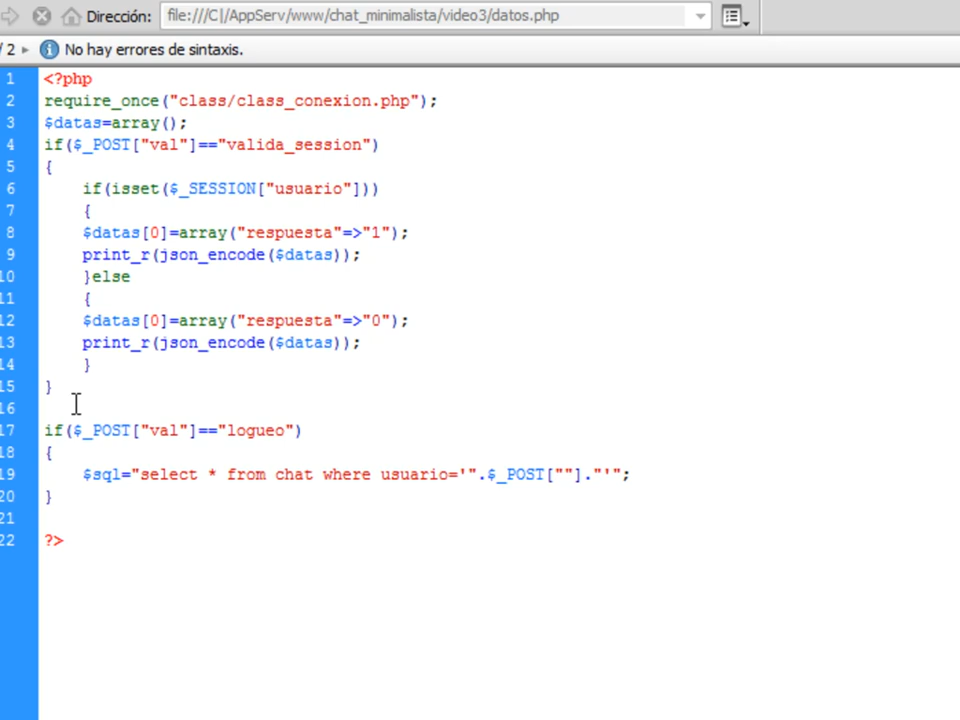 Dirección: file:///C|/AppServ/www/chat_minimalista/video3/datos.php
/ 2 No hay errores de sintaxis.
1 <?php
2 require_once("class/class_conexion.php");
3 $datas=array();
4 if($_POST["val"]=="valida_session")
5 {
6 if(isset($_SESSION["usuario"]))
7 {
8 $datas[0]=array("respuesta"=>"1");
9 print_r(json_encode($datas));
10 }else
11 {
12 $datas[0]=array("respuesta"=>"0");
13 print_r(json_encode($datas));
14 }
15 }
16
17 if($_POST["val"]=="logueo")
18 {
19 $sql="select * from chat where usuario='".$_POST[""]."'";
20 }
21
22 ?>